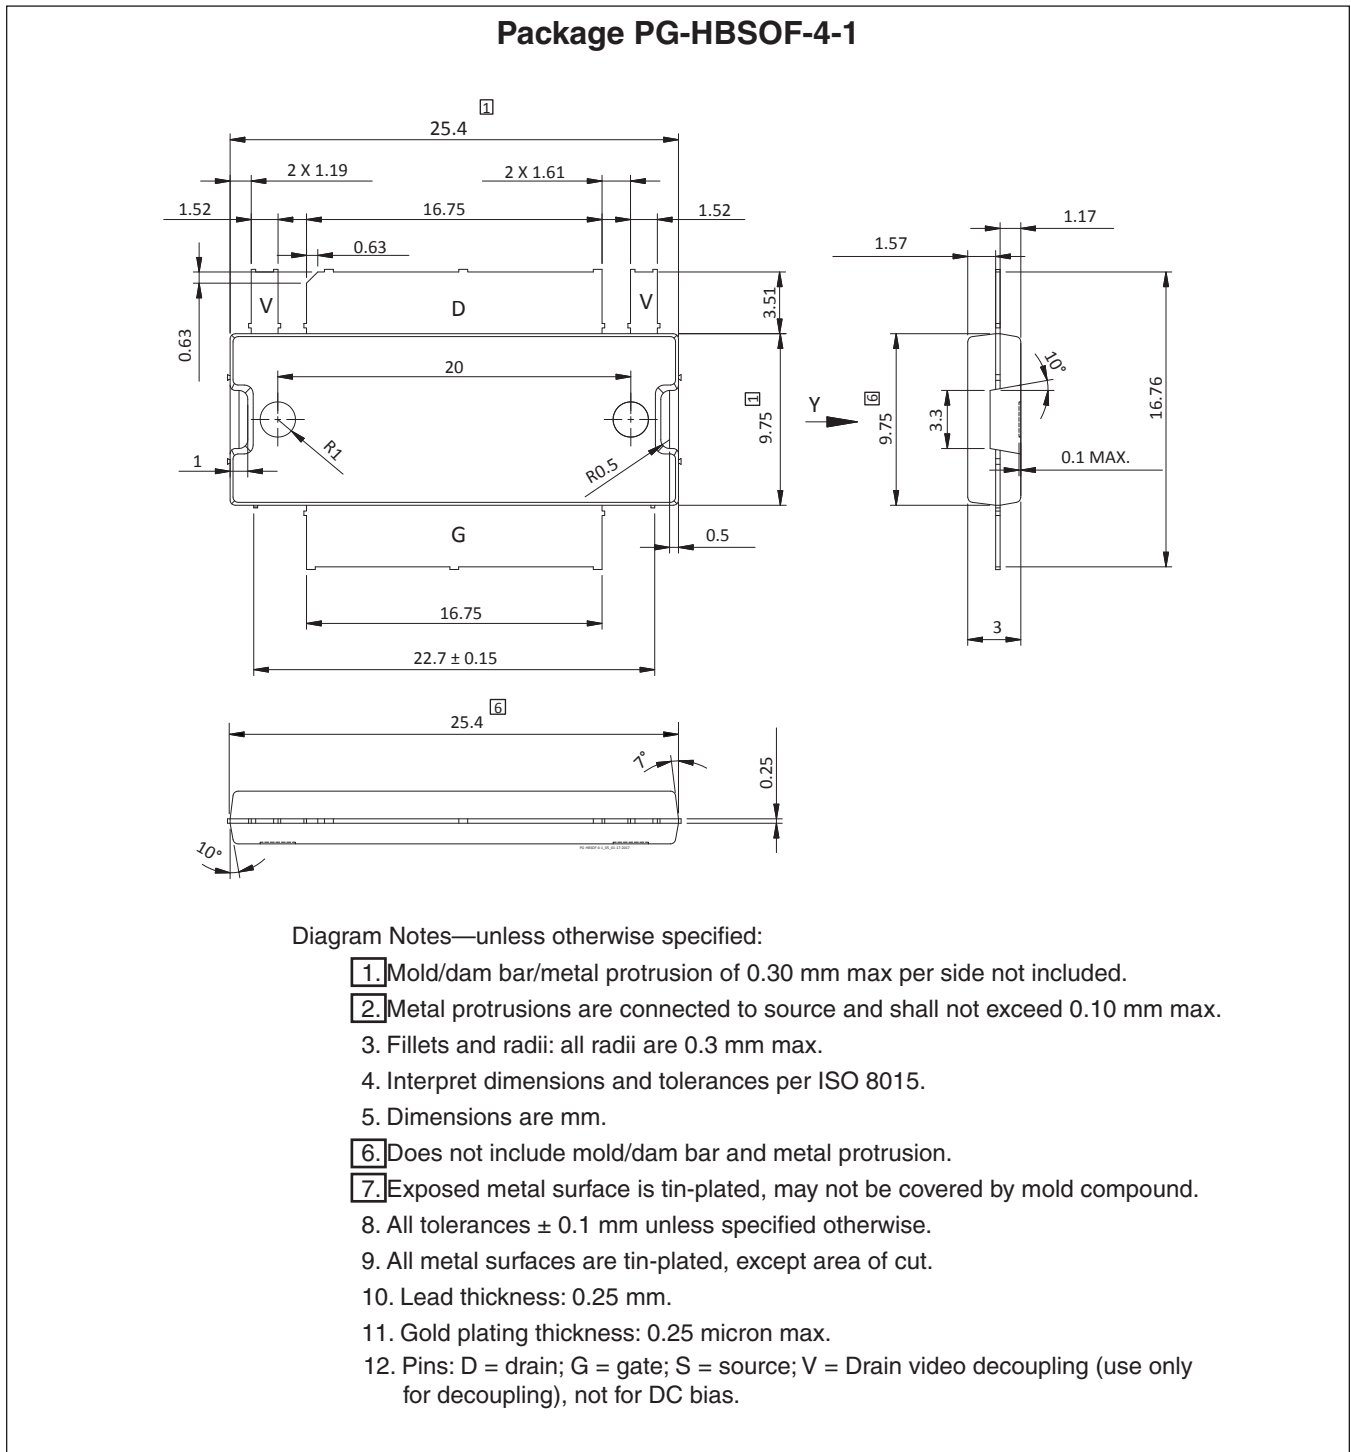 Package PG-HBSOF-4-1
1
25.4
2 X 1.19
2 X 1.61
1.52
16.75
1.52
0.63
0.63
V
D
V
3.51
20
R1
R0.5
1
9.75
1
G
0.5
16.75
22.7 ± 0.15
Y
1.17
1.57
6
9.75
3.3
10°
16.76
0.1 MAX.
3
6
25.4
7°
0.25
10°
Diagram Notes—unless otherwise specified:
1. Mold/dam bar/metal protrusion of 0.30 mm max per side not included.
2. Metal protrusions are connected to source and shall not exceed 0.10 mm max.
3. Fillets and radii: all radii are 0.3 mm max.
4. Interpret dimensions and tolerances per ISO 8015.
5. Dimensions are mm.
6. Does not include mold/dam bar and metal protrusion.
7. Exposed metal surface is tin-plated, may not be covered by mold compound.
8. All tolerances ± 0.1 mm unless specified otherwise.
9. All metal surfaces are tin-plated, except area of cut.
10. Lead thickness: 0.25 mm.
11. Gold plating thickness: 0.25 micron max.
12. Pins: D = drain; G = gate; S = source; V = Drain video decoupling (use only
for decoupling), not for DC bias.